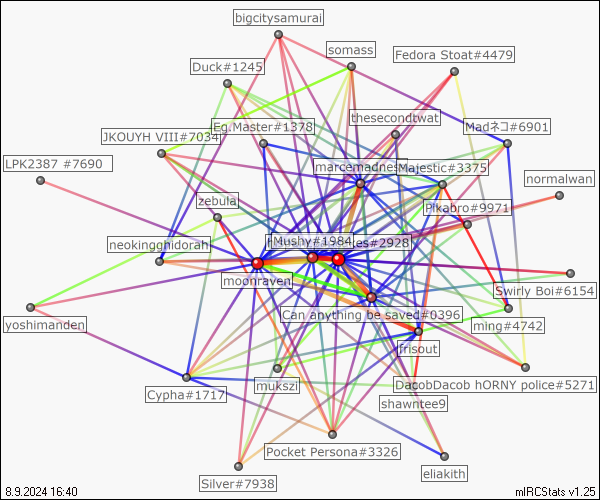 bigcitysamurai
somass
Fedora Stoat#4479
Duck#1245
thesecondtwat
Eg.Master#1378
Madネコ#6901
JKOUYH VIII#7034
LPK2387 #7690
marcemadness
Majestic#3375
normalwan
zebula
Pikabro#9971
neokingghidorah
Mushy#1984
es#2928
moonraven
Swirly Boi#6154
Can anything be saved#0396
yoshimanden
ming#4742
frisout
mukszi
DacobDacob hORNY police#5271
Cypha#1717
shawntee9
Pocket Persona#3326
eliakith
Silver#7938
8.9.2024 16:40
mIRCStats v1.25